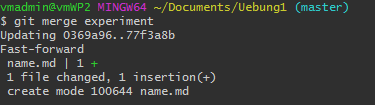 vmadmin@vmWP2 MINGW64 ~/Documents/Uebung1 (master)
$ git merge experiment
Updating 0369a96..77f3a8b
Fast-forward
 name.md | 1 +
 1 file changed, 1 insertion(+)
 create mode 100644 name.md